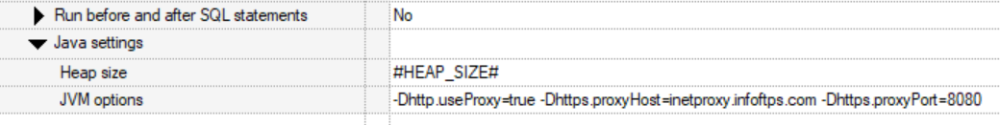 Run before and after SQL statements No
Java settings
Heap size #HEAP_SIZE#
JVM options -Dhttp.useProxy=true -Dhttps.proxyHost=inetproxy.infoftps.com -Dhttps.proxyPort=8080